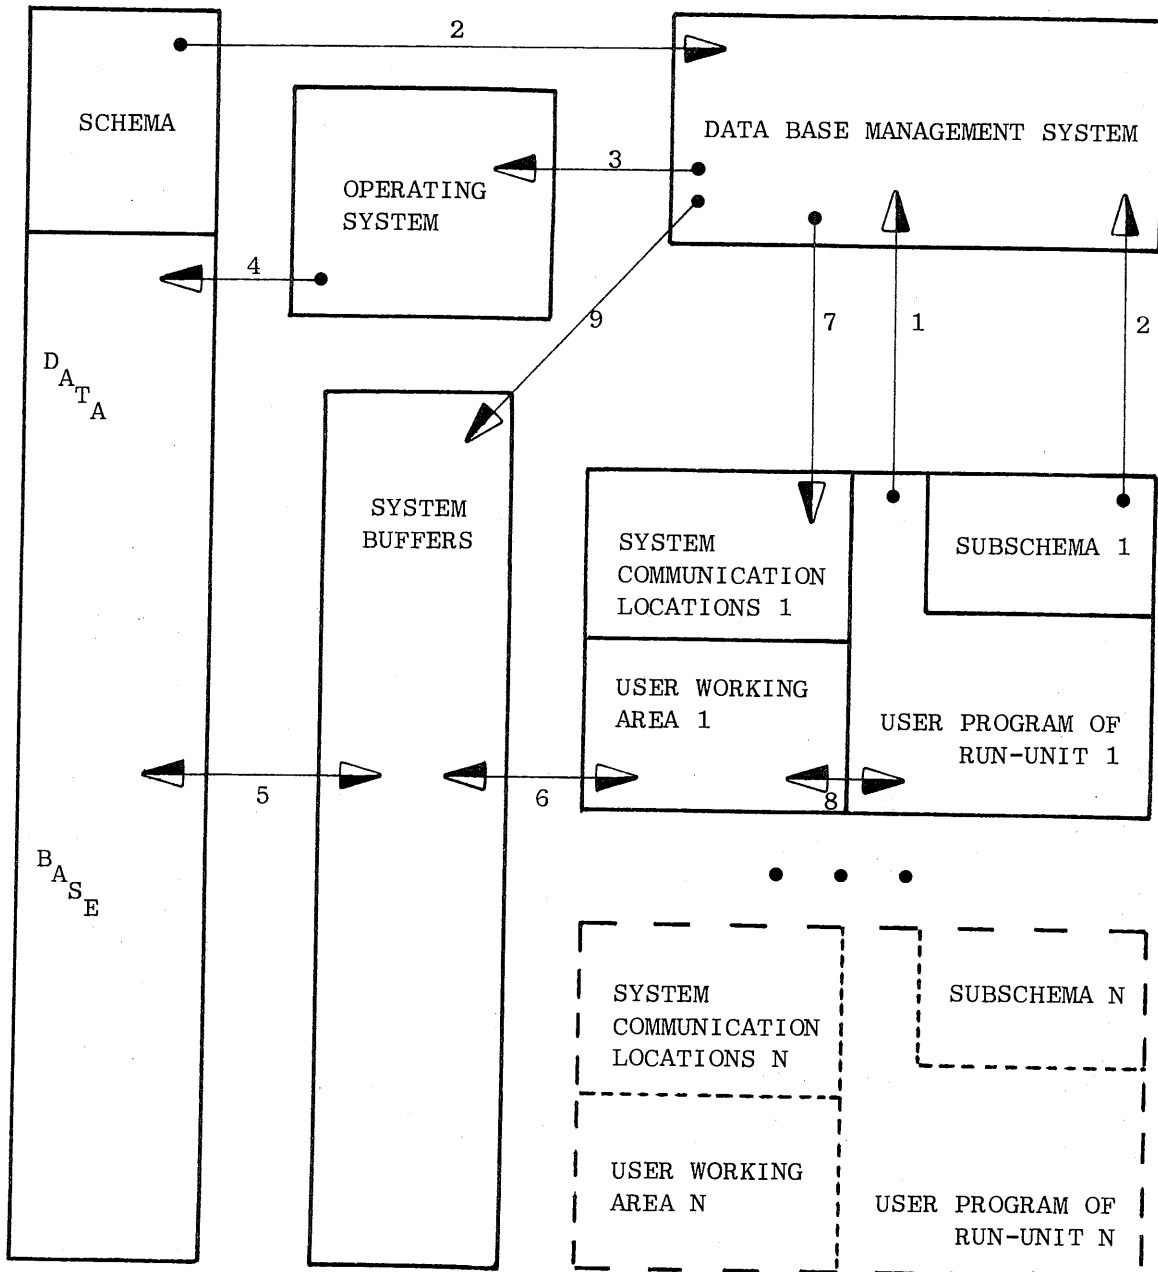 2
SCHEMA
DATA BASE MANAGEMENT SYSTEM
3
OPERATING
SYSTEM
4
9
7
1
2
DATA
SYSTEM
BUFFERS
SYSTEM
COMMUNICATION
LOCATIONS 1
SUBSCHEMA 1
USER WORKING
AREA 1
USER PROGRAM OF
RUN-UNIT 1
5
6
8
BASE
SYSTEM
COMMUNICATION
LOCATIONS N
SUBSCHEMA N
USER WORKING
AREA N
USER PROGRAM OF
RUN-UNIT N